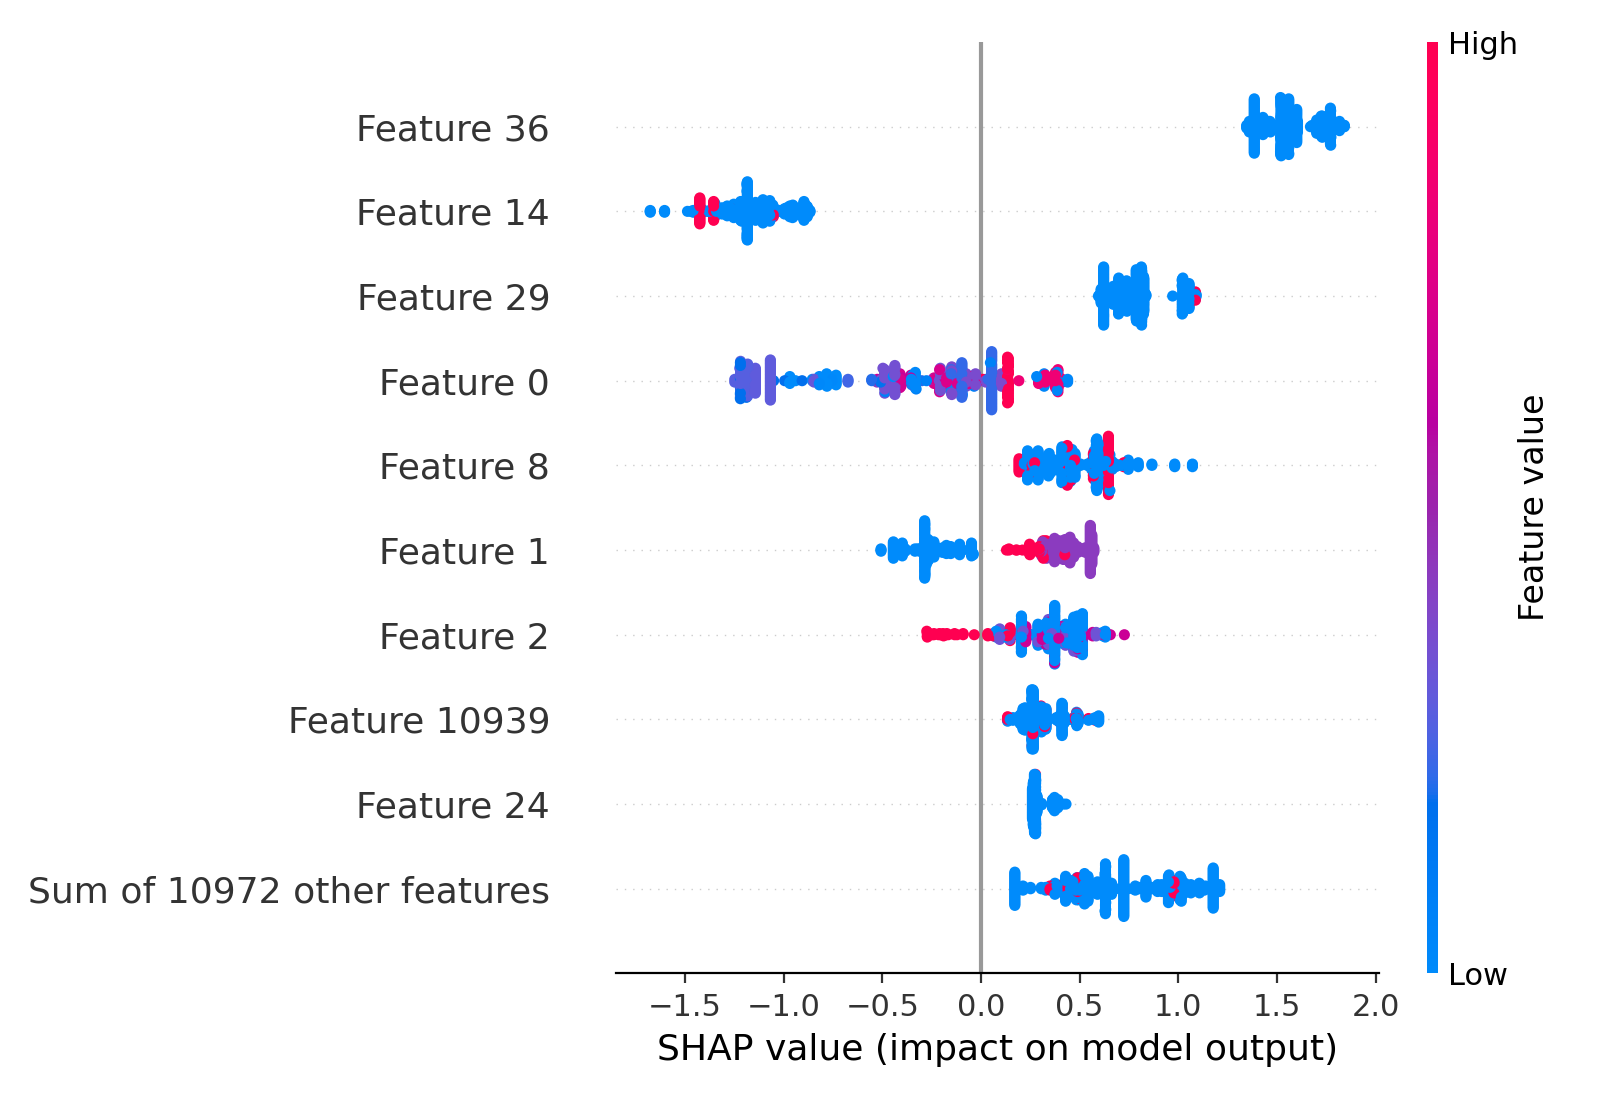 High
Feature 36
Feature 14
Feature 29
Feature 0
Feature 8
Feature 1
Feature 2
Feature 10939
Feature 24
Sum of 10972 other features
Feature value
Low
−1.5 −1.0 −0.5 0.0 0.5 1.0 1.5 2.0
SHAP value (impact on model output)